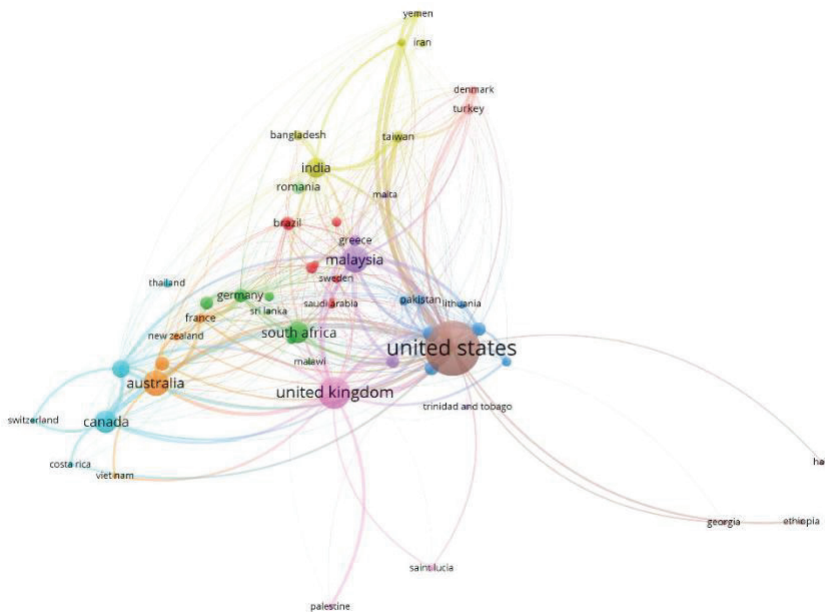 yemen
iran
denmark
turkey
bangladesh
taiwan
india
romania
malta
brazil
greece
malaysia
sweden
thailand
germany
pakistan
lithuania
saudi arabia
sri lanka
france
new zealand
south africa
united states
malawi
australia
united kingdom
trinidad and tobago
switzerland
canada
costa rica
viet nam
georgia
ethiopia
saint lucia
palestine